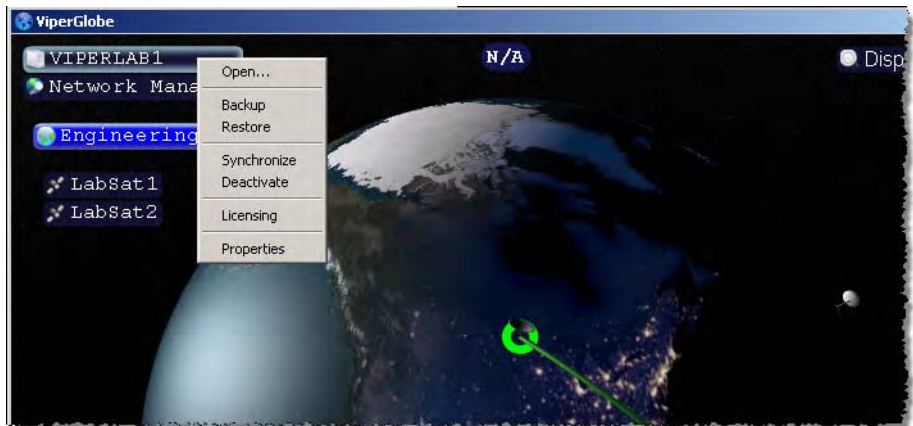 ViperGlobe
VIPERLAB1
N/A
Disp
Network Mana
Engineering
LabSat1
LabSat2
Open...
Backup
Restore
Synchronize
Deactivate
Licensing
Properties